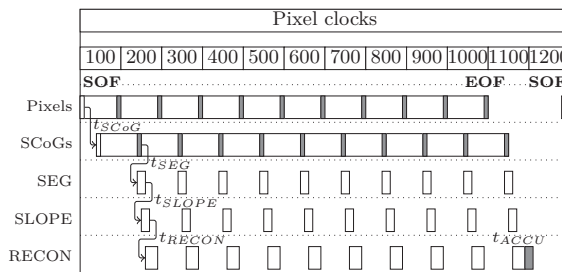 Pixel clocks
100 200 300 400 500 600 700 800 900 1000 1100 1200
SOF EOF SOF
Pixels
t_SCoG
SCoGs
t_SEG
SEG
t_SLOPE
SLOPE
t_RECON t_ACCU
RECON